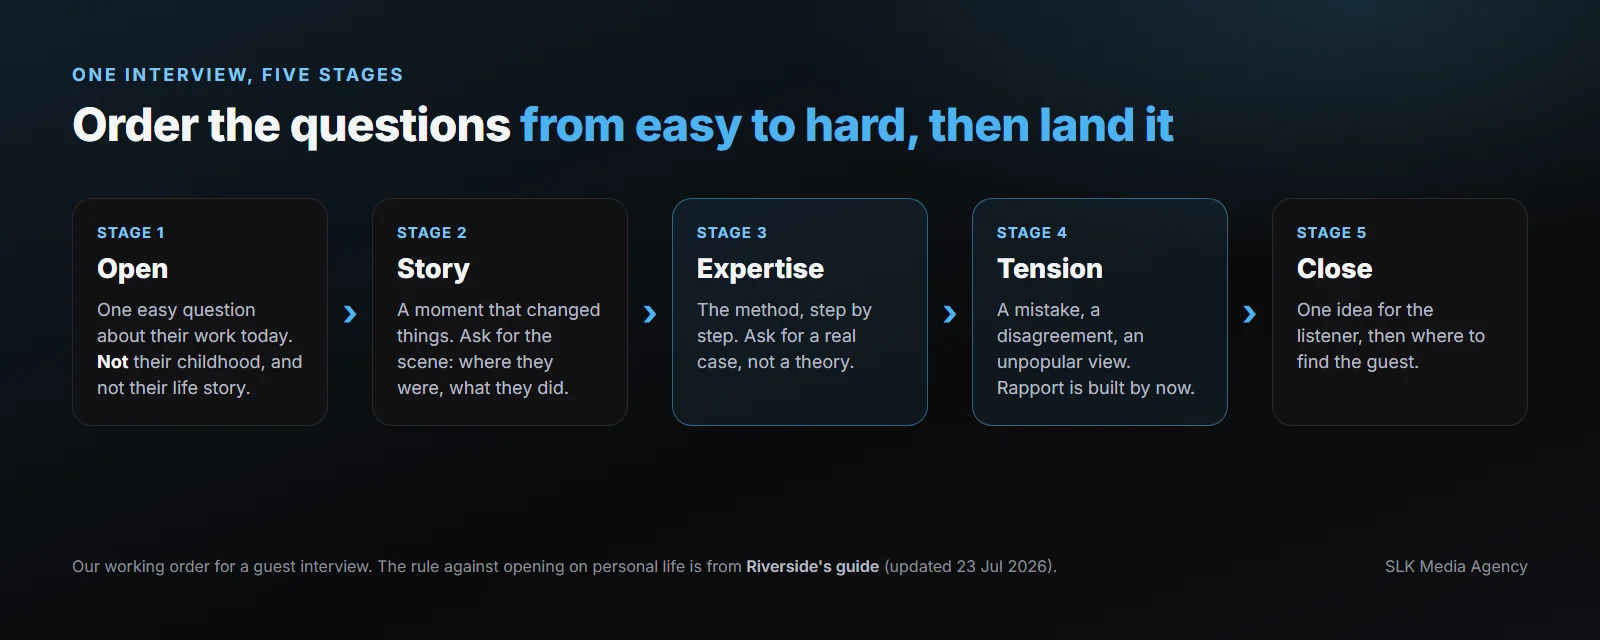 ONE INTERVIEW, FIVE STAGES
Order the questions from easy to hard, then land it
STAGE 1
Open
One easy question
about their work today.
Not their childhood, and
not their life story.
›
STAGE 2
Story
A moment that changed
things. Ask for the
scene: where they
were, what they did.
›
STAGE 3
Expertise
The method, step by
step. Ask for a real
case, not a theory.
›
STAGE 4
Tension
A mistake, a
disagreement, an
unpopular view.
Rapport is built by now.
›
STAGE 5
Close
One idea for the
listener, then where to
find the guest.
Our working order for a guest interview. The rule against opening on personal life is from Riverside's guide (updated 23 Jul 2026).
SLK Media Agency